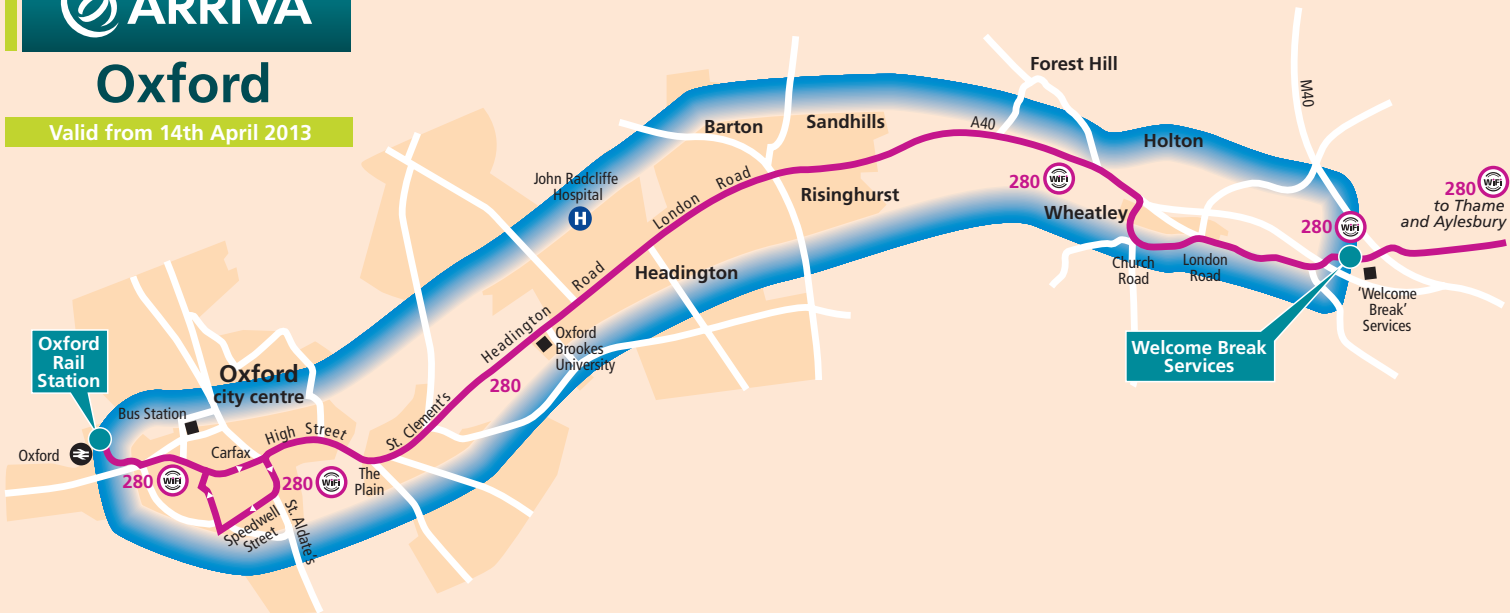 ARRIVA
Oxford
Valid from 14th April 2013
Forest Hill
M40
Barton
Sandhills
A40
Holton
John Radcliffe
Hospital
H
London Road
Risinghurst
280 WiFi
Wheatley
280 WiFi
to Thame
and Aylesbury
280 WiFi
Church
Road
London
Road
'Welcome
Break'
Services
Welcome Break
Services
Headington
Headington Road
Oxford
Brookes
University
280
Oxford
Rail
Station
Oxford
city centre
Bus Station
St. Clement's
High Street
Carfax
Oxford
The
Plain
280 WiFi
280 WiFi
Speedwell
Street
St. Aldate's